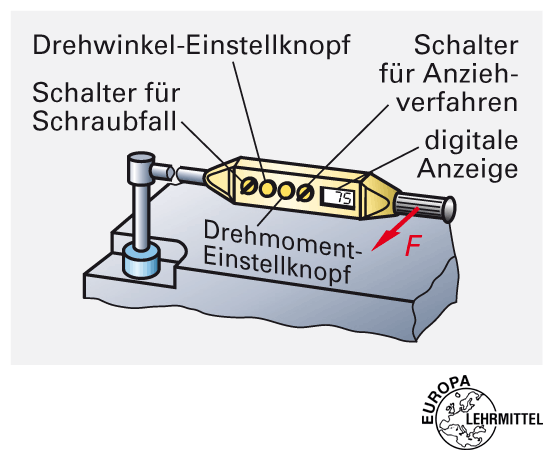 Drehwinkel-Einstellknopf
Schalter für
Schraubfall
Schalter
für Anzieh-
verfahren
digitale
Anzeige
75
Drehmoment-
Einstellknopf
F
EUROPA
LEHRMITTEL